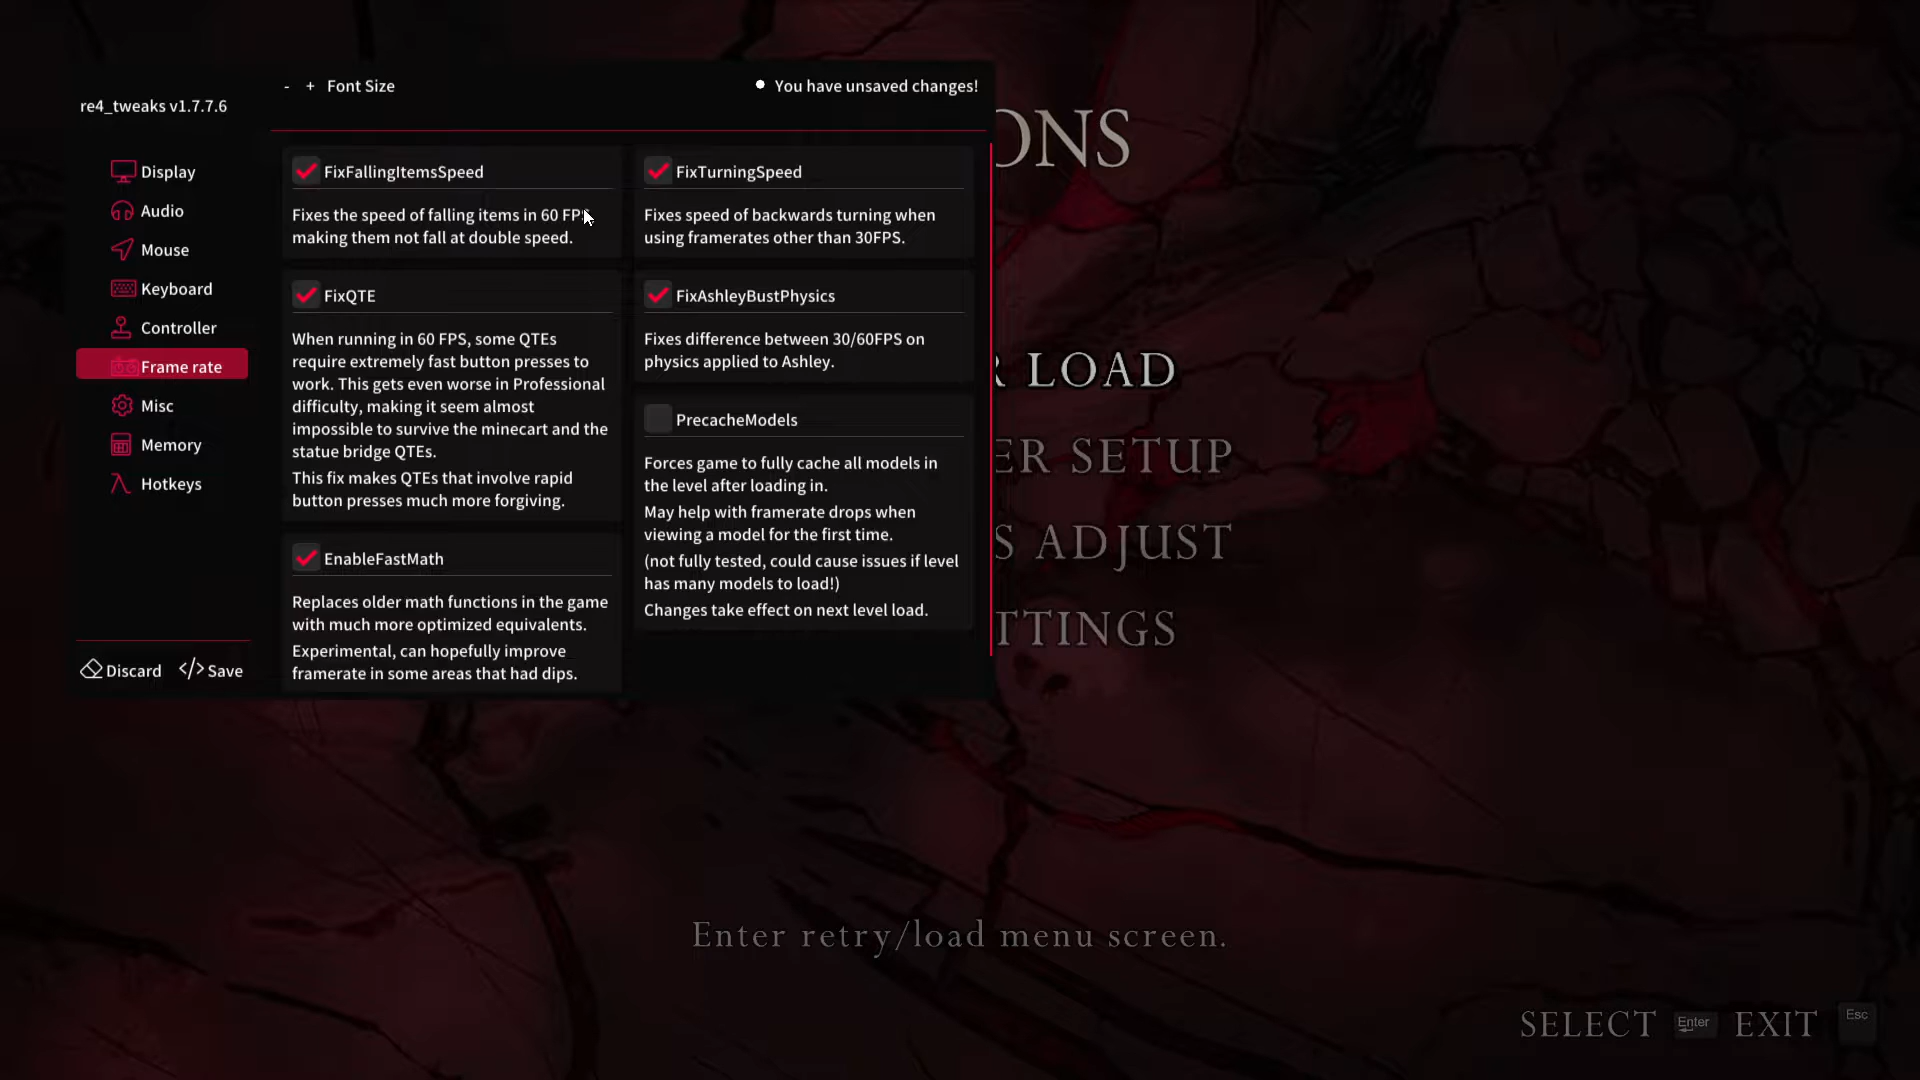 - + Font Size
You have unsaved changes!
re4_tweaks v1.7.7.6
Display
Audio
Mouse
Keyboard
Controller
Frame rate
Misc
Memory
Hotkeys
Discard
</> Save
FixFallingItemsSpeed
Fixes the speed of falling items in 60 FPS,
making them not fall at double speed.
FixQTE
When running in 60 FPS, some QTEs
require extremely fast button presses to
work. This gets even worse in Professional
difficulty, making it seem almost
impossible to survive the minecart and the
statue bridge QTEs.
This fix makes QTEs that involve rapid
button presses much more forgiving.
EnableFastMath
Replaces older math functions in the game
with much more optimized equivalents.
Experimental, can hopefully improve
framerate in some areas that had dips.
FixTurningSpeed
Fixes speed of backwards turning when
using framerates other than 30FPS.
FixAshleyBustPhysics
Fixes difference between 30/60FPS on
physics applied to Ashley.
PrecacheModels
Forces game to fully cache all models in
the level after loading in.
May help with framerate drops when
viewing a model for the first time.
(not fully tested, could cause issues if level
has many models to load!)
Changes take effect on next level load.
ONS
R LOAD
ER SETUP
S ADJUST
TTINGS
Enter retry/load menu screen.
SELECT Enter EXIT Esc